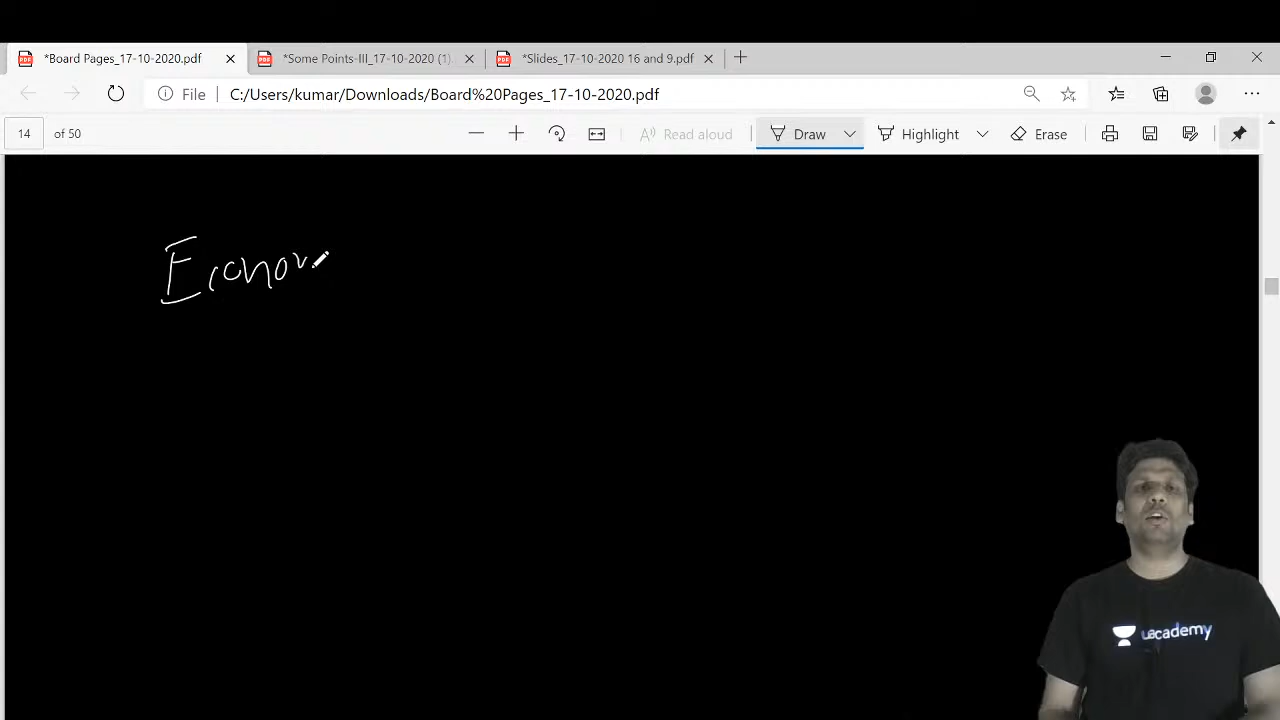 *Board Pages_17-10-2020.pdf
*Some Points-III_17-10-2020 (1).
*Slides_17-10-2020 16 and 9.pdf
File C:/Users/kumar/Downloads/Board%20Pages_17-10-2020.pdf
14 of 50
Read aloud
Draw
Highlight
Erase
unacademy